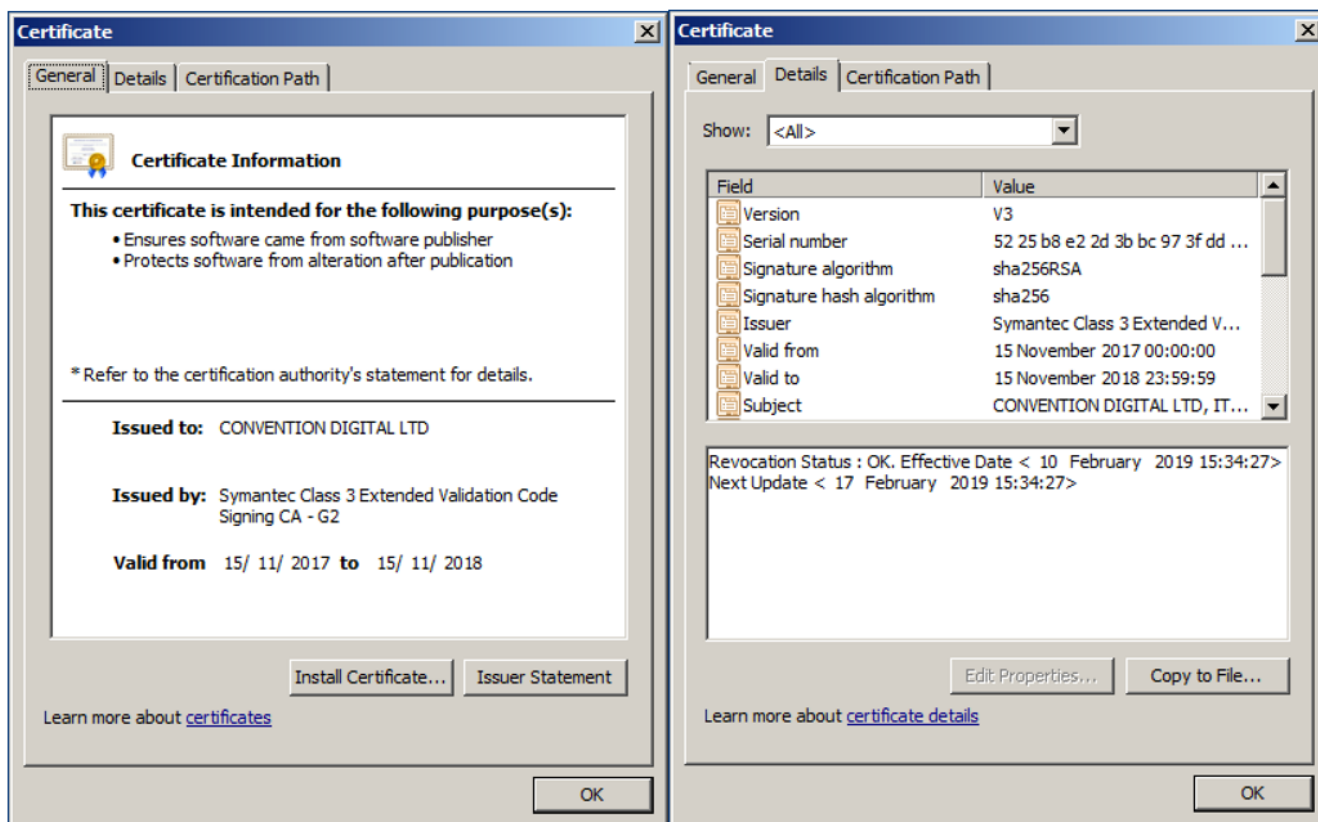 Certificate
General Details Certification Path
Certificate Information
This certificate is intended for the following purpose(s):
• Ensures software came from software publisher
• Protects software from alteration after publication
* Refer to the certification authority's statement for details.
Issued to: CONVENTION DIGITAL LTD
Issued by: Symantec Class 3 Extended Validation Code
Signing CA - G2
Valid from 15/ 11/ 2017 to 15/ 11/ 2018
Install Certificate... Issuer Statement
Learn more about certificates
OK
Certificate
General Details Certification Path
Show: <All>
Field Value
Version V3
Serial number 52 25 b8 e2 2d 3b bc 97 3f dd ...
Signature algorithm sha256RSA
Signature hash algorithm sha256
Issuer Symantec Class 3 Extended V...
Valid from 15 November 2017 00:00:00
Valid to 15 November 2018 23:59:59
Subject CONVENTION DIGITAL LTD, IT...
Revocation Status : OK. Effective Date < 10 February 2019 15:34:27>
Next Update < 17 February 2019 15:34:27>
Edit Properties... Copy to File...
Learn more about certificate details
OK